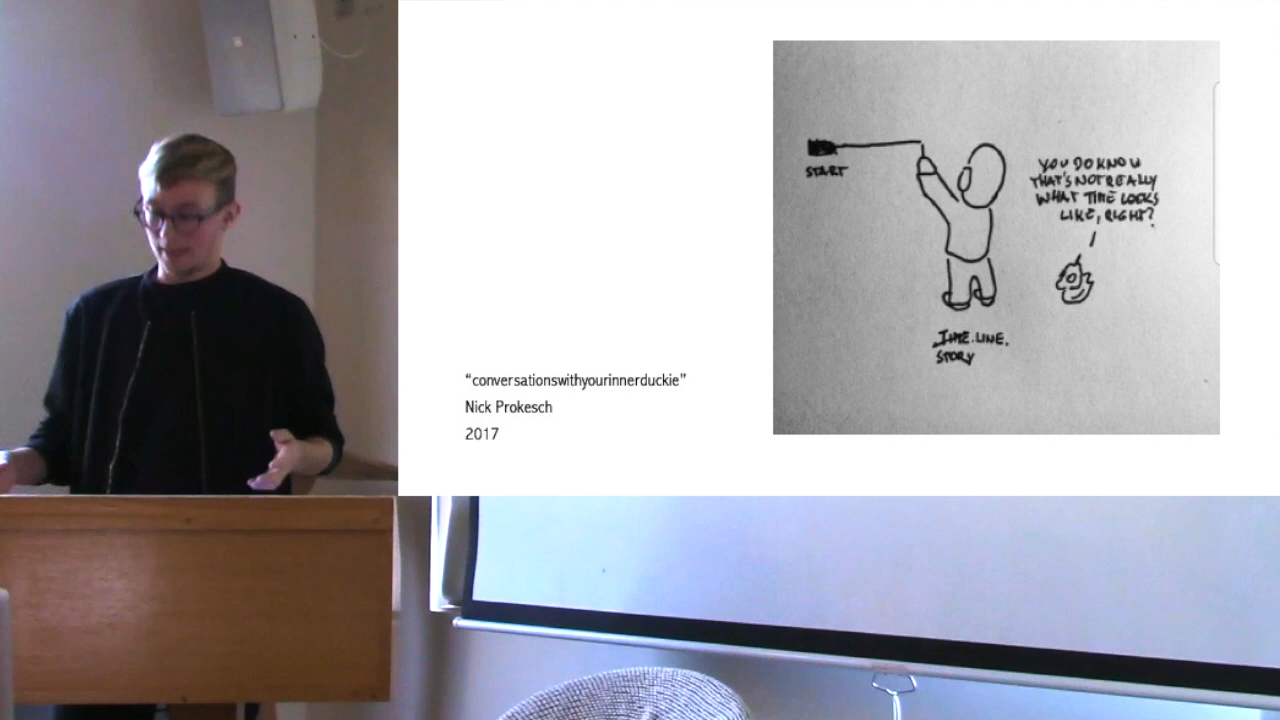 START
YOU DO KNOW
THAT'S NOT REALLY
WHAT TIME LOOKS
LIKE, RIGHT?
TIME.LINE.
STORY
“conversationswithyourinnerduckie”
Nick Prokesch
2017